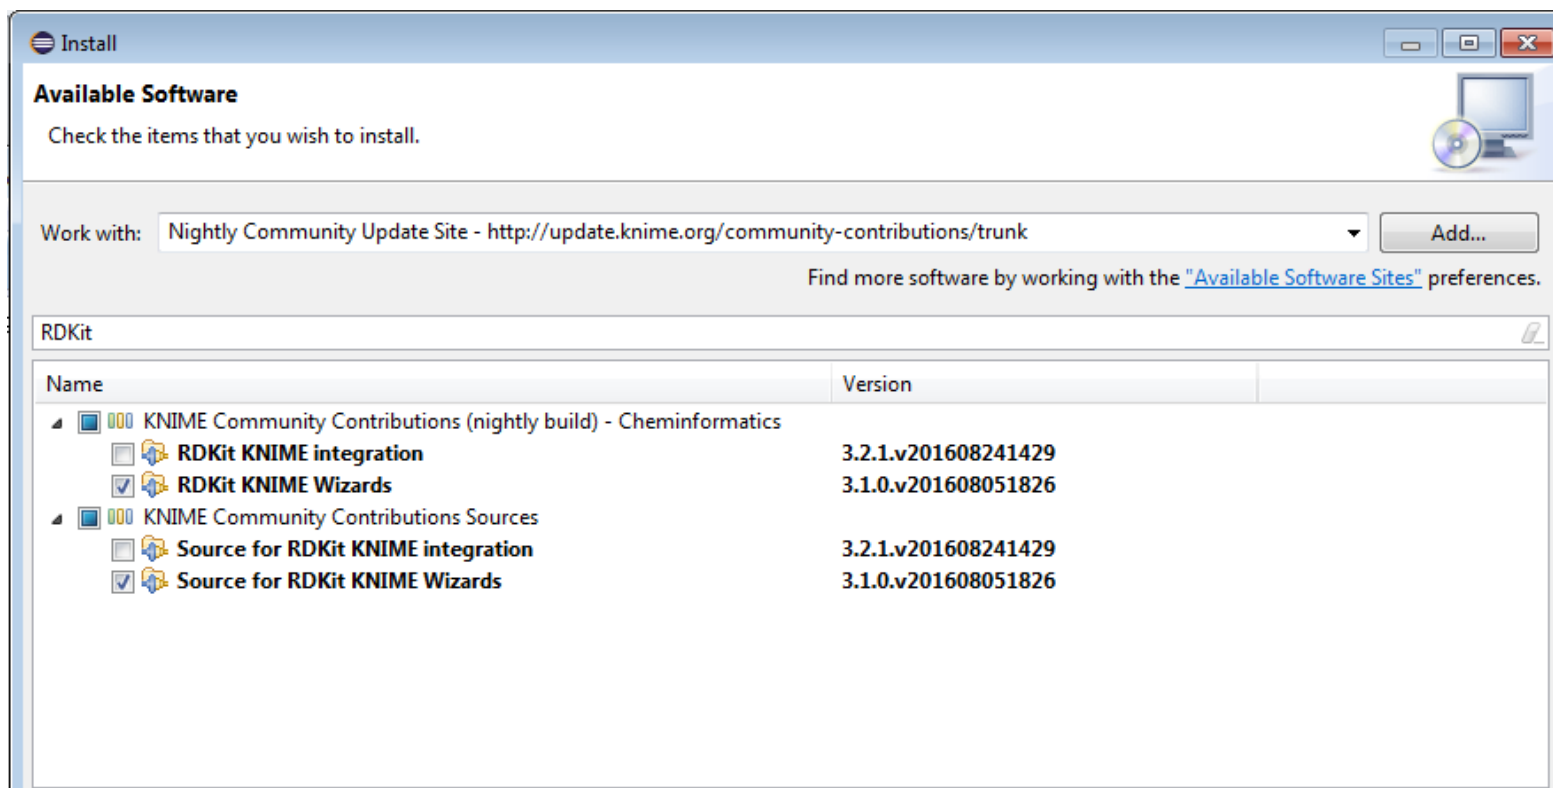 Install
Available Software
Check the items that you wish to install.
Work with: Nightly Community Update Site - http://update.knime.org/community-contributions/trunk Add...
Find more software by working with the "Available Software Sites" preferences.
RDKit
Name Version
KNIME Community Contributions (nightly build) - Cheminformatics
RDKit KNIME integration 3.2.1.v201608241429
RDKit KNIME Wizards 3.1.0.v201608051826
KNIME Community Contributions Sources
Source for RDKit KNIME integration 3.2.1.v201608241429
Source for RDKit KNIME Wizards 3.1.0.v201608051826